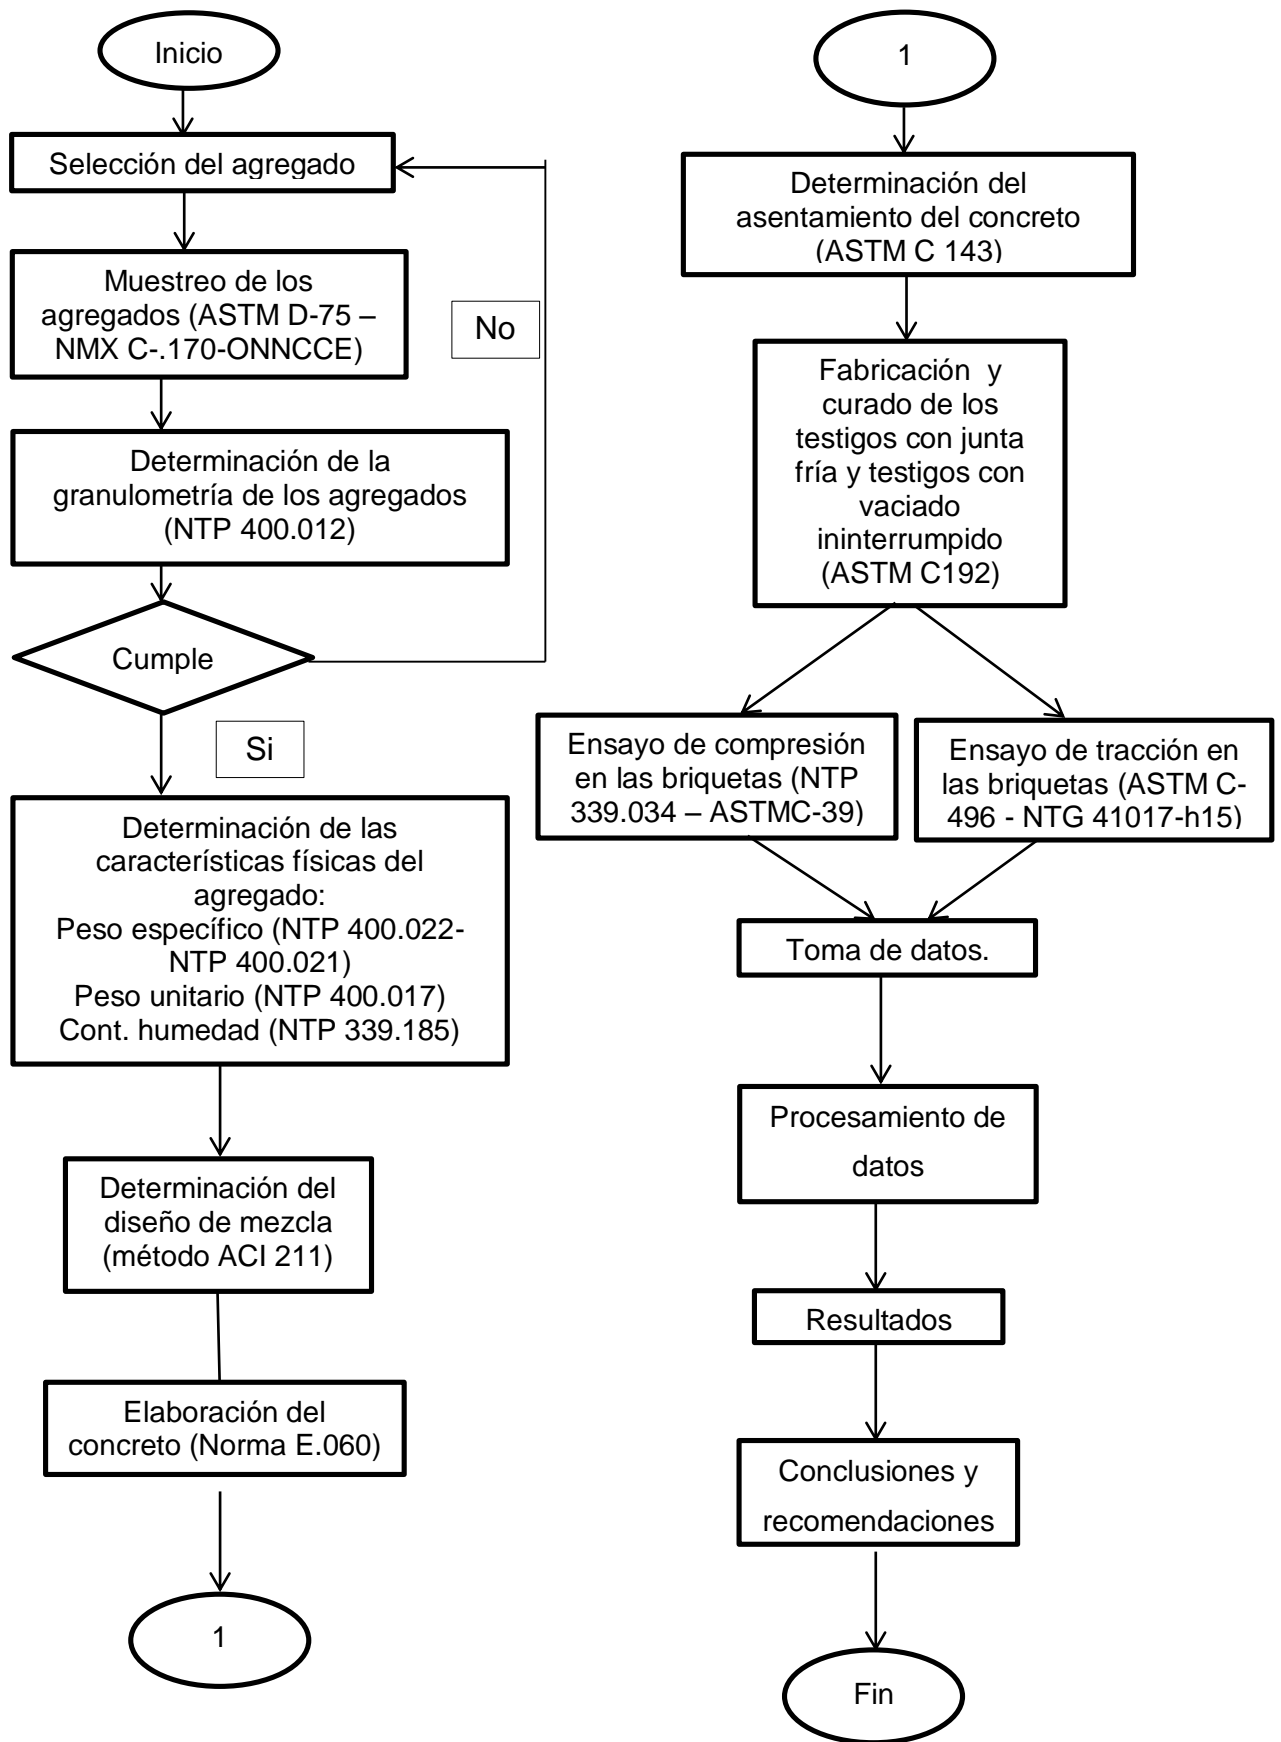 Inicio
Selección del agregado
Muestreo de los
agregados (ASTM D-75 –
NMX C-.170-ONNCCE)
No
Determinación de la
granulometría de los agregados
(NTP 400.012)
Cumple
Si
Determinación de las
características físicas del
agregado:
Peso específico (NTP 400.022-
NTP 400.021)
Peso unitario (NTP 400.017)
Cont. humedad (NTP 339.185)
Determinación del
diseño de mezcla
(método ACI 211)
Elaboración del
concreto (Norma E.060)
1
1
Determinación del
asentamiento del concreto
(ASTM C 143)
Fabricación y
curado de los
testigos con junta
fría y testigos con
vaciado
ininterrumpido
(ASTM C192)
Ensayo de compresión
en las briquetas (NTP
339.034 – ASTMC-39)
Ensayo de tracción en
las briquetas (ASTM C-
496 - NTG 41017-h15)
Toma de datos.
Procesamiento de
datos
Resultados
Conclusiones y
recomendaciones
Fin